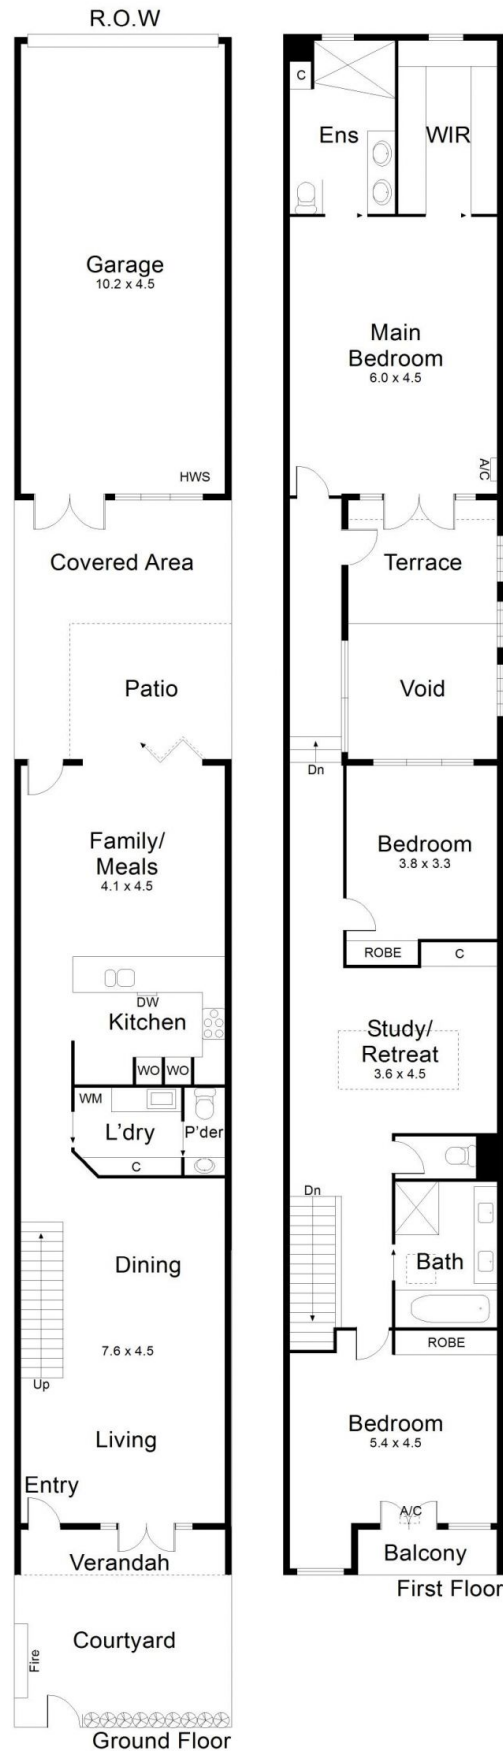 R.O.W
Garage
10.2 x 4.5
HWS
Covered Area
Patio
Family/
Meals
4.1 x 4.5
DW
Kitchen
WO WO
WM
L'dry
P'der
C
Dining
7.6 x 4.5
Up
Living
Entry
Verandah
Courtyard
Fire
Ground Floor
C
Ens
WIR
Main
Bedroom
6.0 x 4.5
A/C
Terrace
Void
Dn
Bedroom
3.8 x 3.3
ROBE C
Study/
Retreat
3.6 x 4.5
Dn
Bath
ROBE
Bedroom
5.4 x 4.5
A/C
Balcony
First Floor